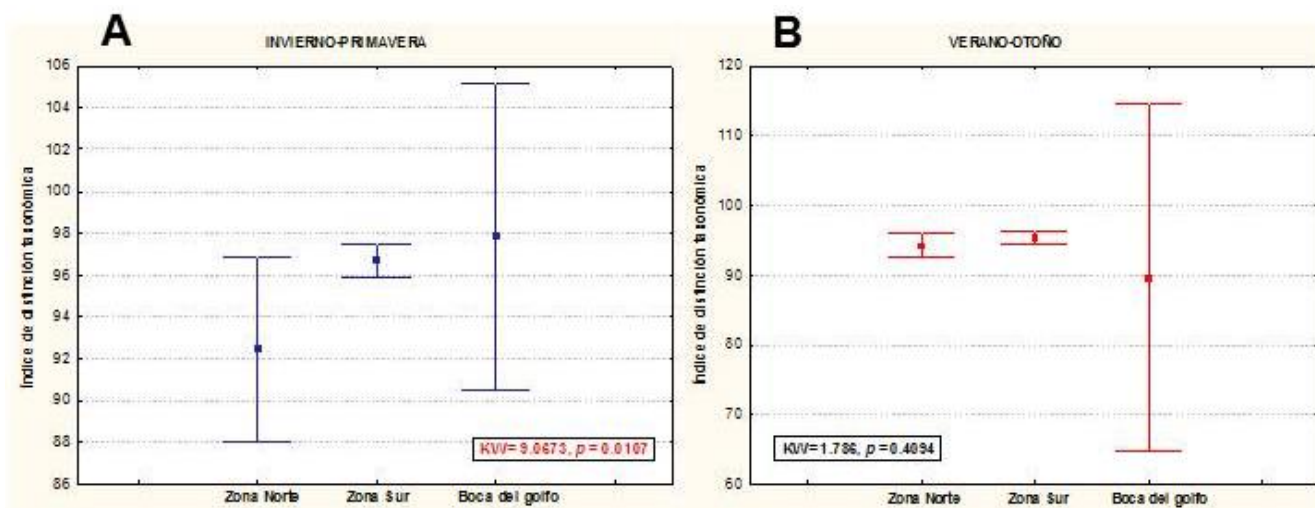 A
INVIERNO-PRIMAVERA
Índice de distinción taxonómica
106
104
102
100
98
96
94
92
90
88
86
KW= 9.0673, p = 0.0107
Zona Norte Zona Sur Boca del golfo
B
VERANO-OTOÑO
Índice de distinción taxonómica
120
110
100
90
80
70
60
KW= 1.786, p = 0.4094
Zona Norte Zona Sur Boca del golfo